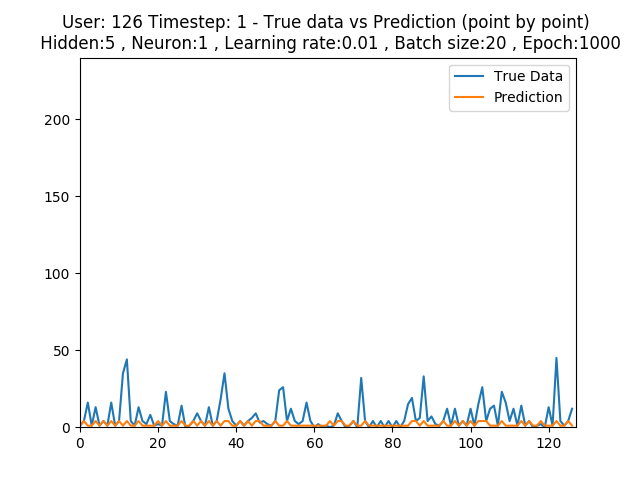 User: 126 Timestep: 1 - True data vs Prediction (point by point)
Hidden:5 , Neuron:1 , Learning rate:0.01 , Batch size:20 , Epoch:1000
True Data
Prediction
200
150
100
50
0
0 20 40 60 80 100 120